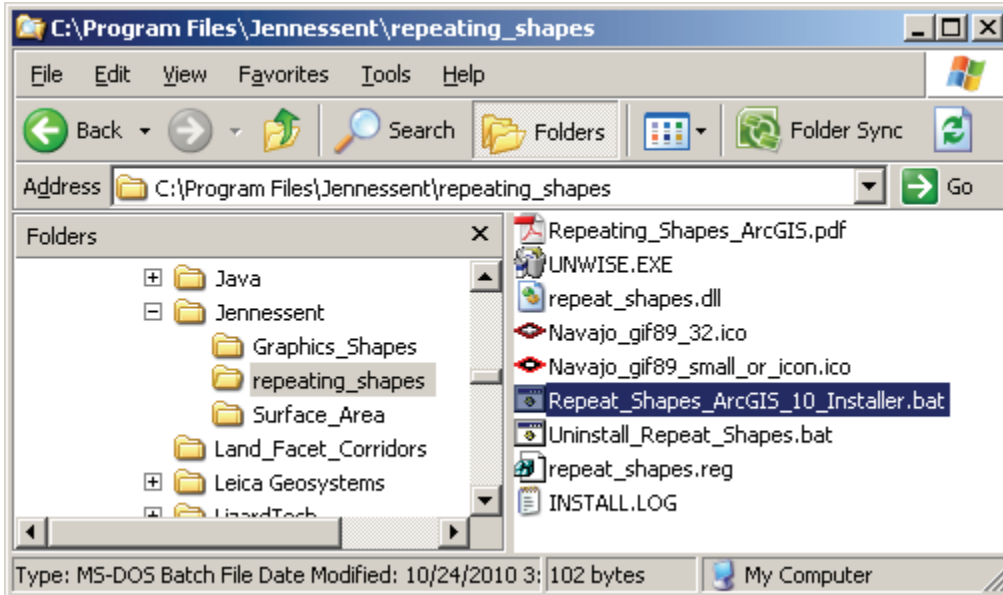 C:\Program Files\Jennessent\repeating_shapes
File Edit View Favorites Tools Help
Back Search Folders Folder Sync
Address C:\Program Files\Jennessent\repeating_shapes Go
Folders
Java
Jennessent
Graphics_Shapes
repeating_shapes
Surface_Area
Land_Facet_Corridors
Leica Geosystems
LizardTech
Repeating_Shapes_ArcGIS.pdf
UNWISE.EXE
repeat_shapes.dll
Navajo_gif89_32.ico
Navajo_gif89_small_or_icon.ico
Repeat_Shapes_ArcGIS_10_Installer.bat
Uninstall_Repeat_Shapes.bat
repeat_shapes.reg
INSTALL.LOG
Type: MS-DOS Batch File Date Modified: 10/24/2010 3: 102 bytes My Computer